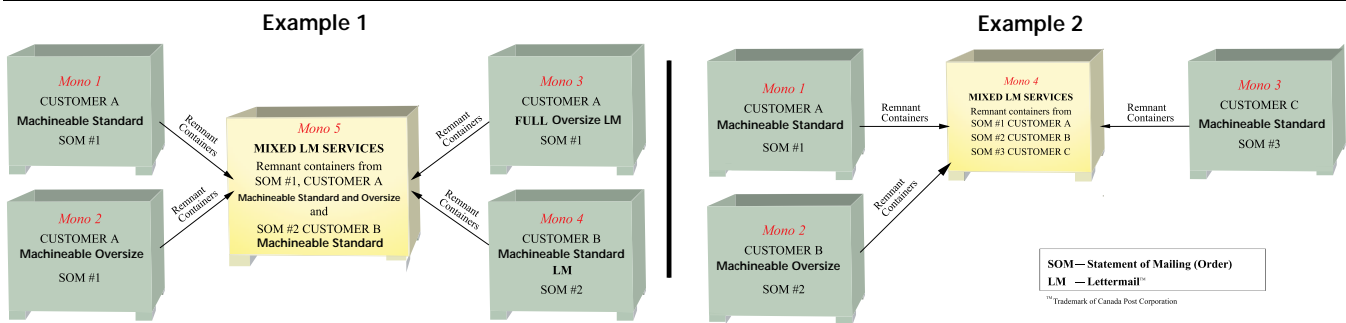 Example 1
Mono 1
CUSTOMER A
Machineable Standard
SOM #1
Remnant
Containers
Mono 2
CUSTOMER A
Machineable Oversize
SOM #1
Remnant
Containers
Mono 5
MIXED LM SERVICES
Remnant containers from
SOM #1, CUSTOMER A
Machineable Standard and Oversize
and
SOM #2 CUSTOMER B
Machineable Standard
Mono 3
CUSTOMER A
FULL Oversize LM
SOM #1
Remnant
Containers
Mono 4
CUSTOMER B
Machineable Standard
LM
SOM #2
Remnant
Containers
Example 2
Mono 1
CUSTOMER A
Machineable Standard
SOM #1
Remnant
Containers
Mono 2
CUSTOMER B
Machineable Oversize
SOM #2
Remnant
Containers
Mono 4
MIXED LM SERVICES
Remnant containers from
SOM #1 CUSTOMER A
SOM #2 CUSTOMER B
SOM #3 CUSTOMER C
Mono 3
CUSTOMER C
Machineable Standard
SOM #3
Remnant
Containers
SOM — Statement of Mailing (Order)
LM — Lettermail™
™Trademark of Canada Post Corporation